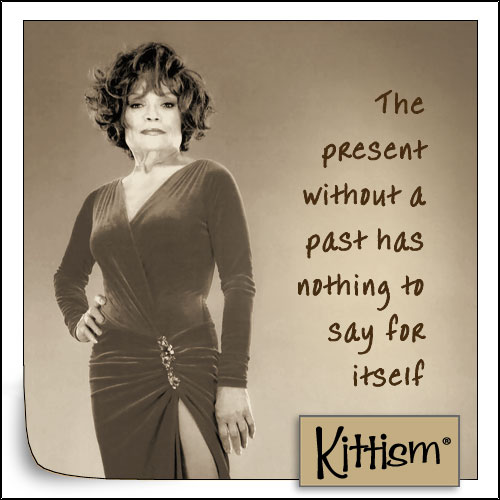 The
present
without a
past has
nothing to
say for
itself
Kittism®